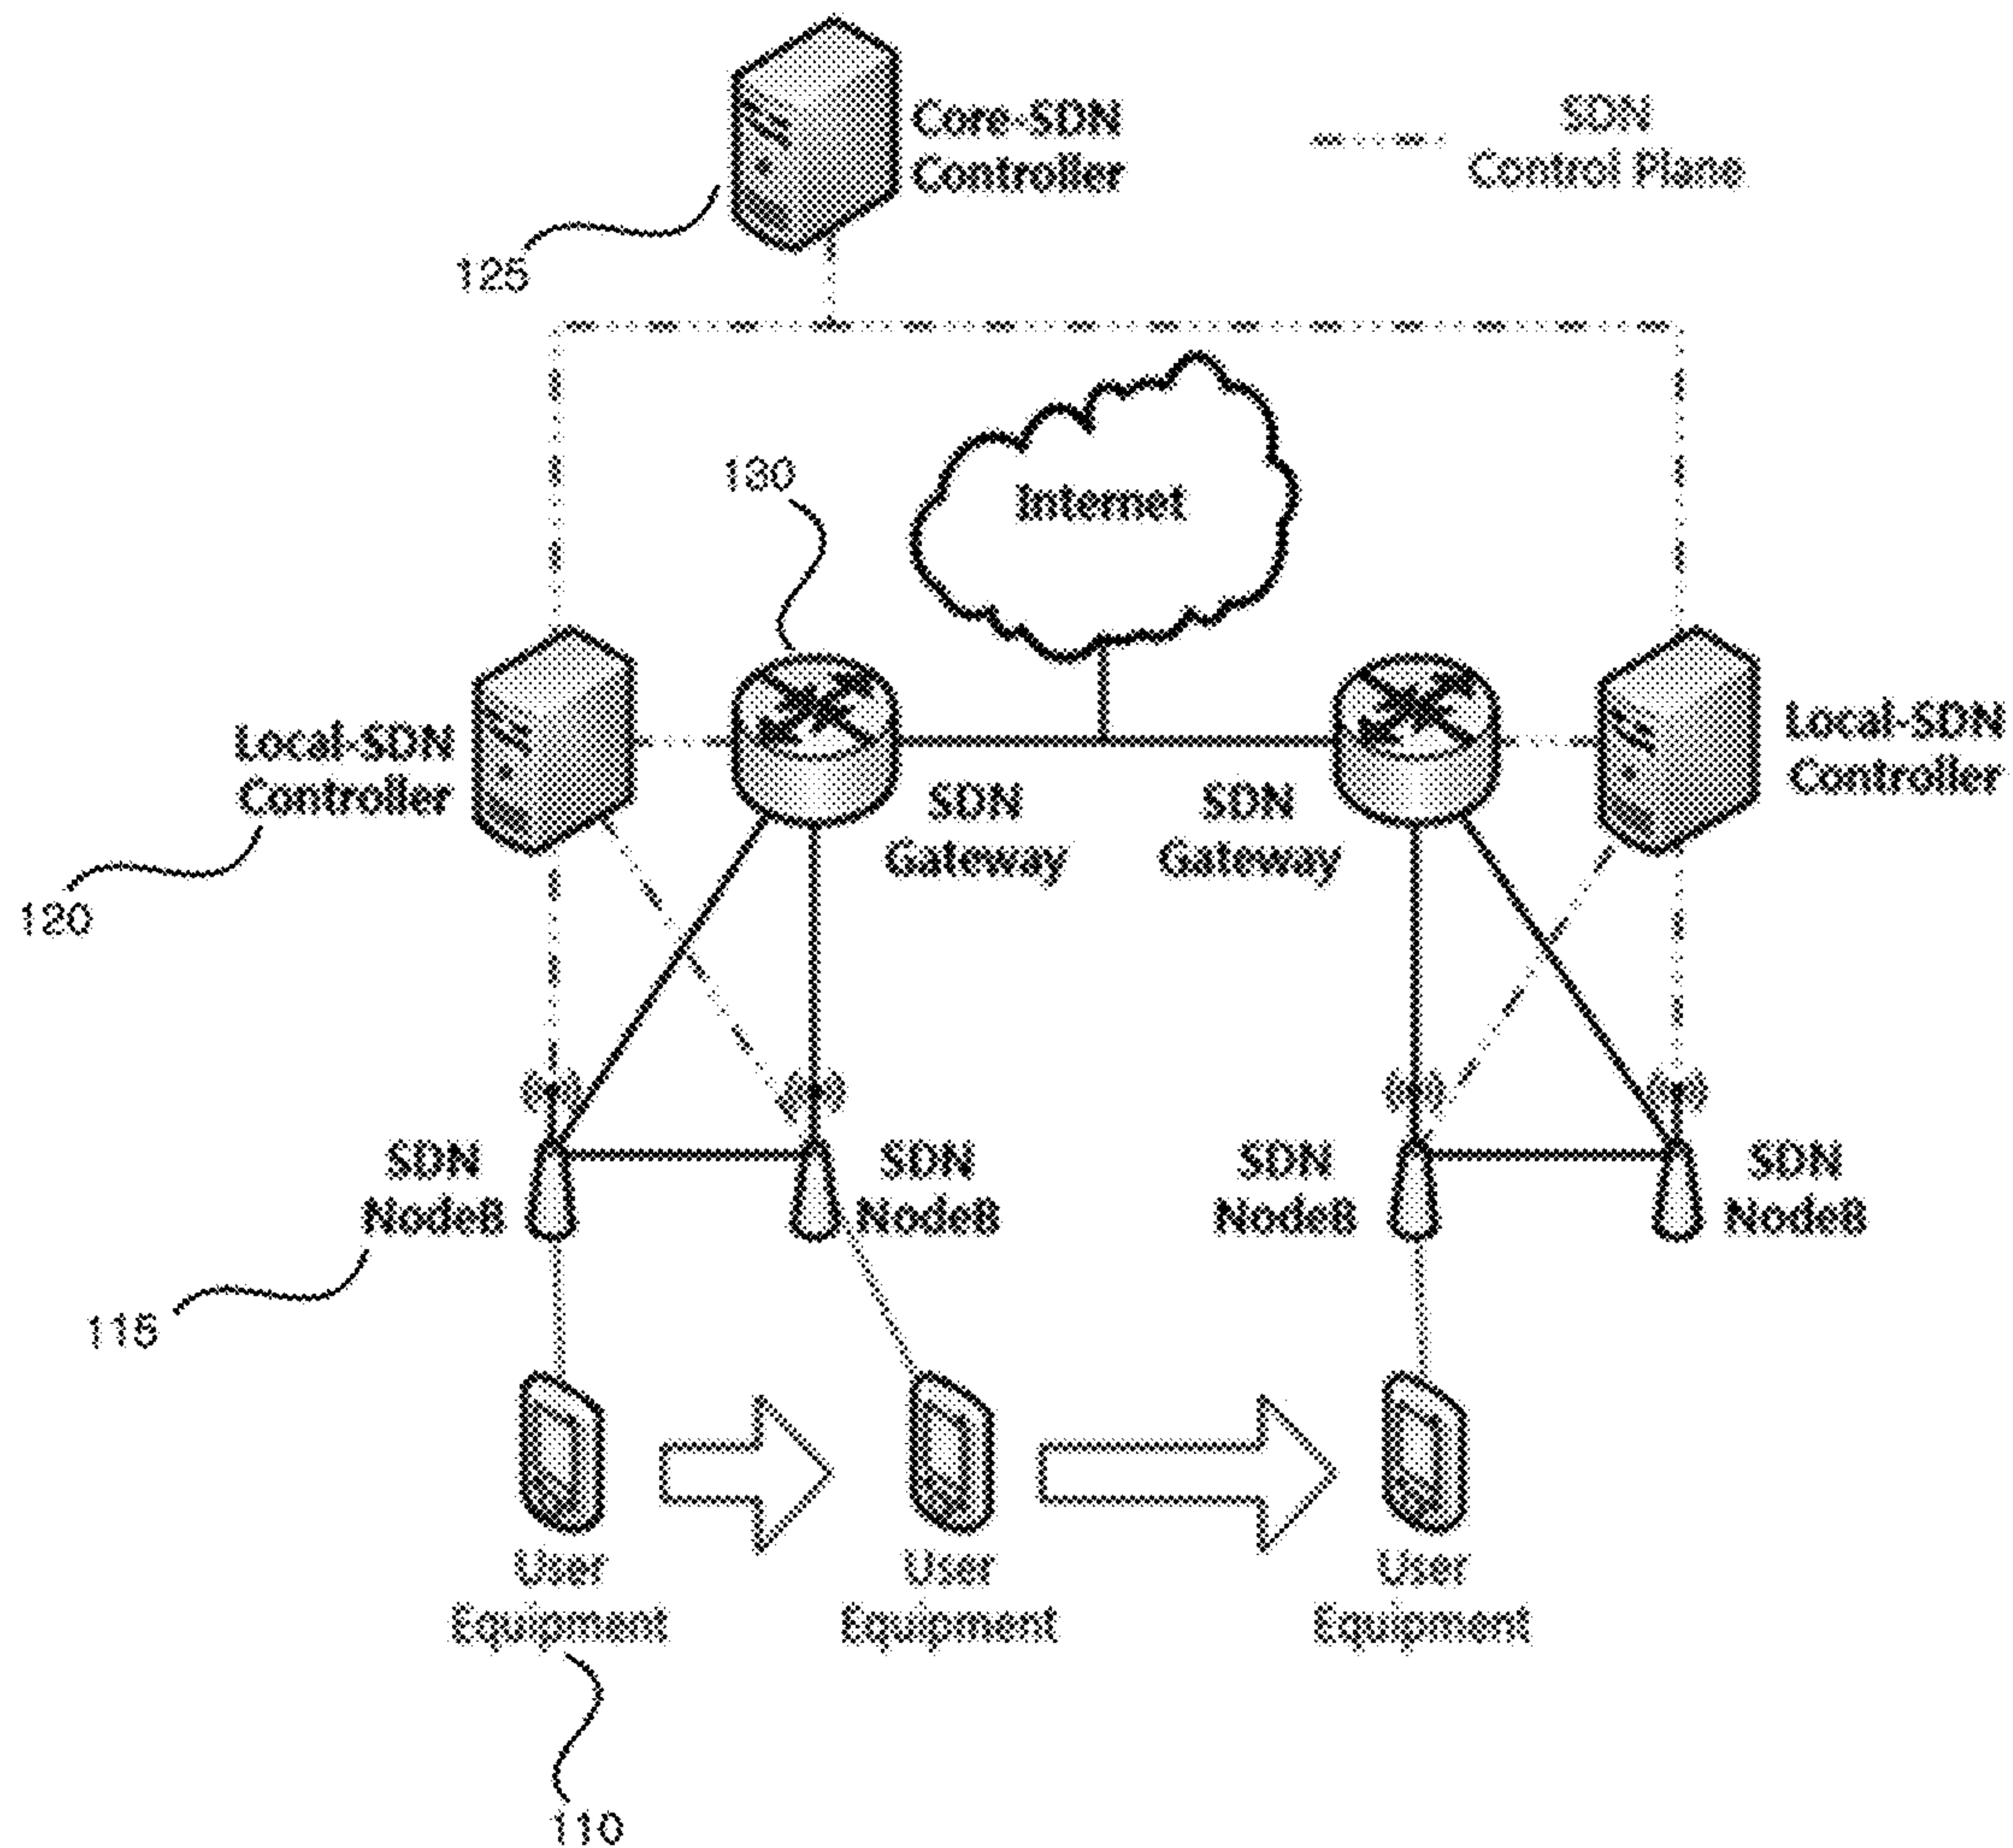 Core-SDN
Controller
SDN
Control Plane
125
Internet
130
Local-SDN
Controller
SDN
Gateway
SDN
Gateway
Local-SDN
Controller
120
SDN
NodeB
SDN
NodeB
SDN
NodeB
SDN
NodeB
115
User
Equipment
User
Equipment
User
Equipment
110